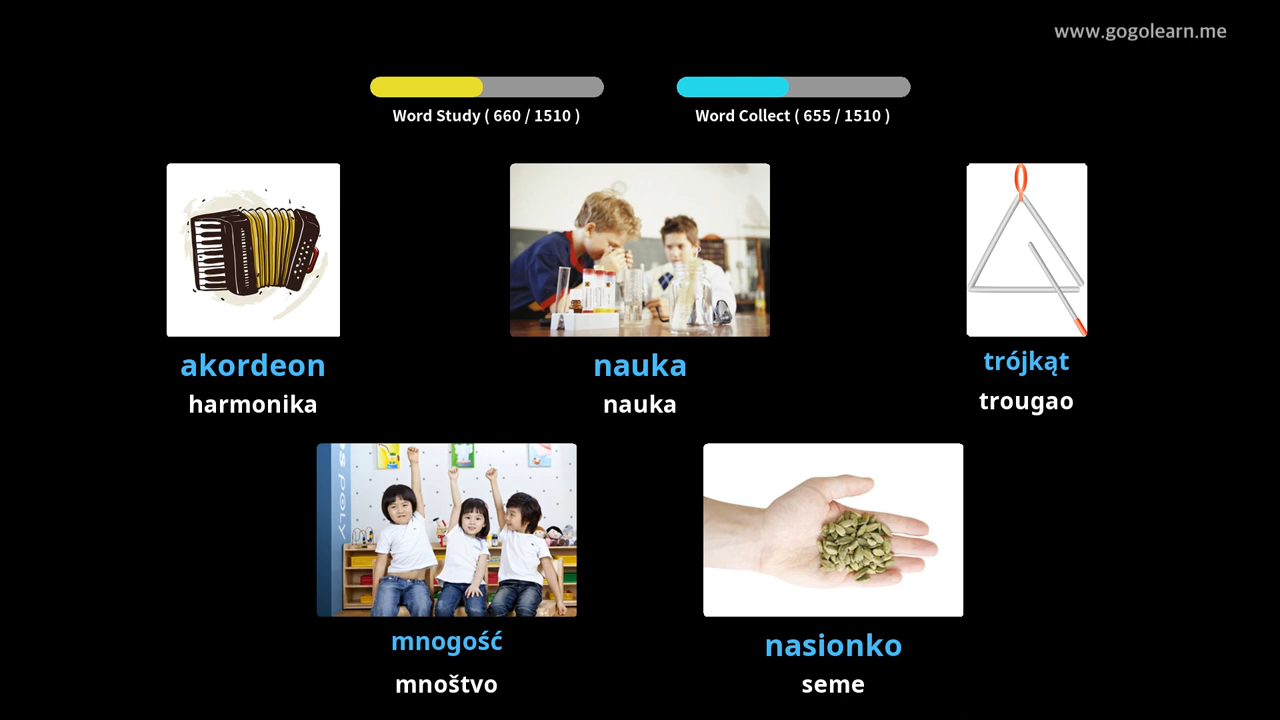 www.gogolearn.me
Word Study ( 660 / 1510 )
Word Collect ( 655 / 1510 )
akordeon
harmonika
nauka
nauka
trójkąt
trougao
mnogość
mnoštvo
nasionko
seme